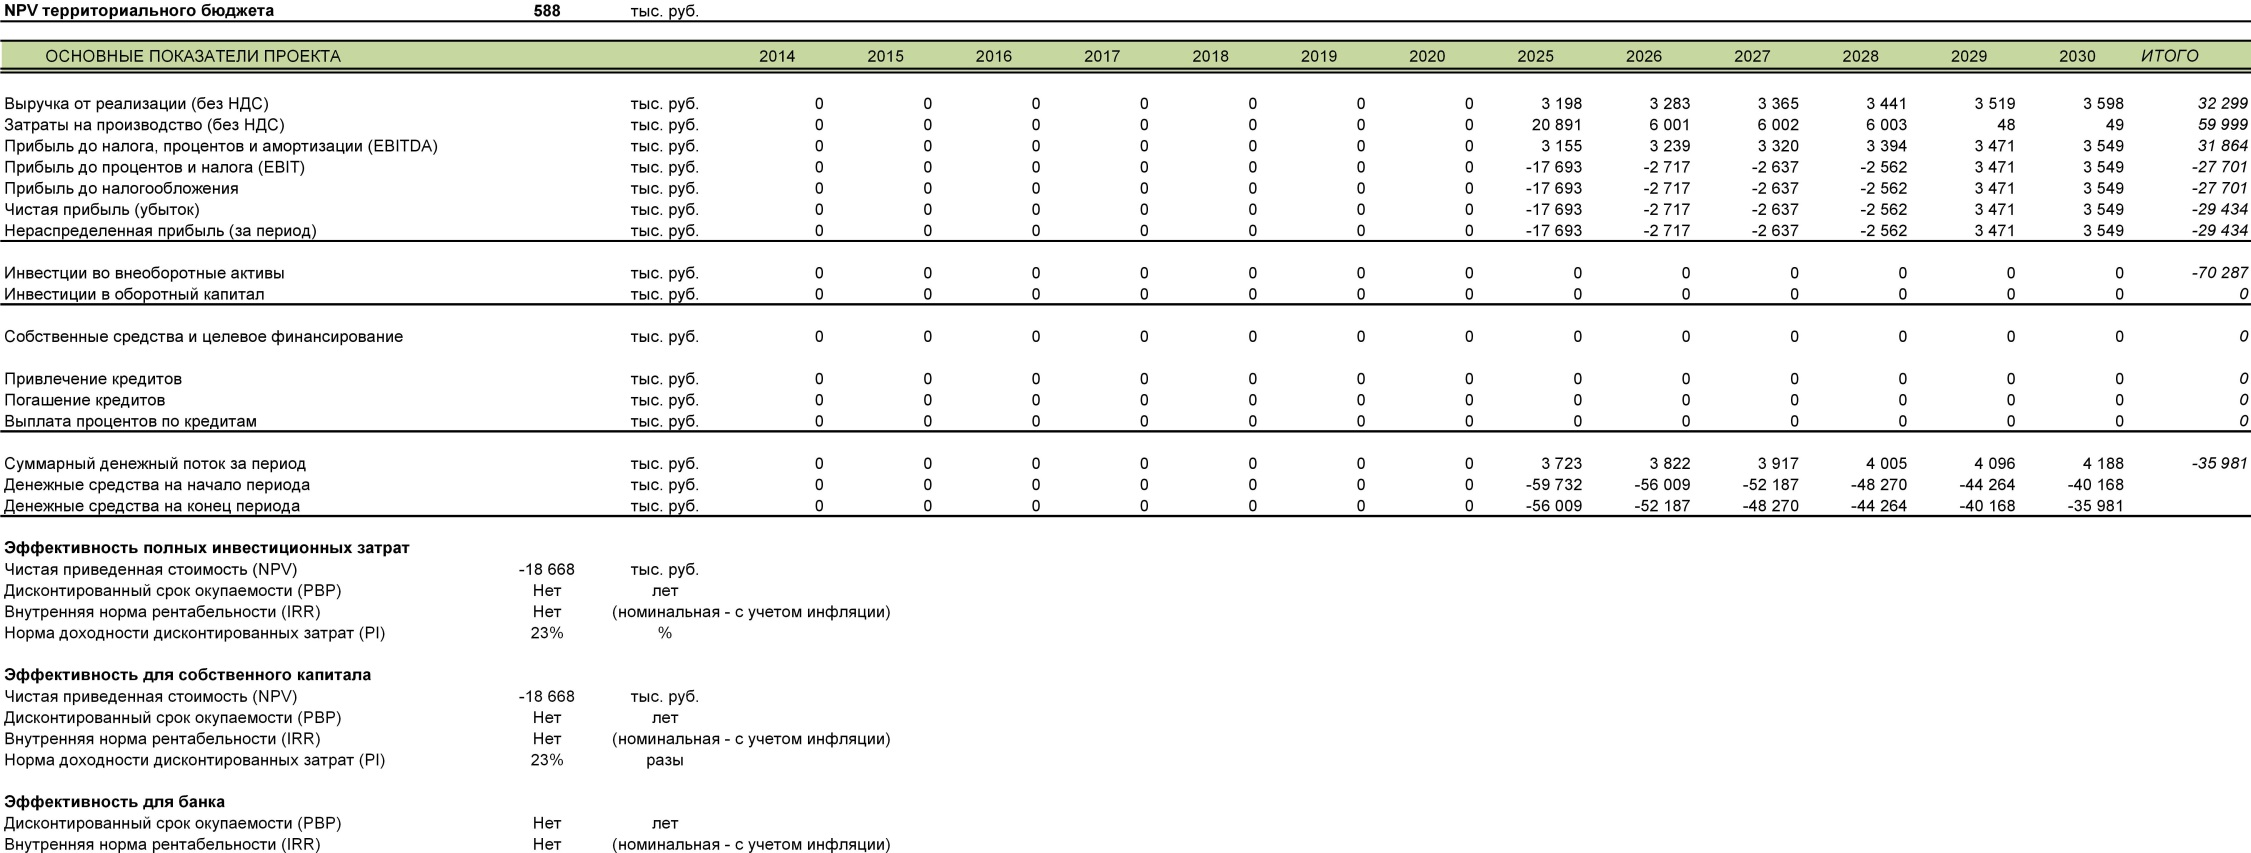 NPV территориального бюджета 588 тыс. руб.
ОСНОВНЫЕ ПОКАЗАТЕЛИ ПРОЕКТА 2014 2015 2016 2017 2018 2019 2020 2025 2026 2027 2028 2029 2030 ИТОГО
Выручка от реализации (без НДС) тыс. руб. 0 0 0 0 0 0 0 3 198 3 283 3 365 3 441 3 519 3 598 32 299
Затраты на производство (без НДС) тыс. руб. 0 0 0 0 0 0 0 20 891 6 001 6 002 6 003 48 49 59 999
Прибыль до налога, процентов и амортизации (EBITDA) тыс. руб. 0 0 0 0 0 0 0 3 155 3 239 3 320 3 394 3 471 3 549 31 864
Прибыль до процентов и налога (EBIT) тыс. руб. 0 0 0 0 0 0 0 -17 693 -2 717 -2 637 -2 562 3 471 3 549 -27 701
Прибыль до налогообложения тыс. руб. 0 0 0 0 0 0 0 -17 693 -2 717 -2 637 -2 562 3 471 3 549 -27 701
Чистая прибыль (убыток) тыс. руб. 0 0 0 0 0 0 0 -17 693 -2 717 -2 637 -2 562 3 471 3 549 -29 434
Нераспределенная прибыль (за период) тыс. руб. 0 0 0 0 0 0 0 -17 693 -2 717 -2 637 -2 562 3 471 3 549 -29 434
Инвестции во внеоборотные активы тыс. руб. 0 0 0 0 0 0 0 0 0 0 0 0 0 -70 287
Инвестиции в оборотный капитал тыс. руб. 0 0 0 0 0 0 0 0 0 0 0 0 0 0
Собственные средства и целевое финансирование тыс. руб. 0 0 0 0 0 0 0 0 0 0 0 0 0 0
Привлечение кредитов тыс. руб. 0 0 0 0 0 0 0 0 0 0 0 0 0 0
Погашение кредитов тыс. руб. 0 0 0 0 0 0 0 0 0 0 0 0 0 0
Выплата процентов по кредитам тыс. руб. 0 0 0 0 0 0 0 0 0 0 0 0 0 0
Суммарный денежный поток за период тыс. руб. 0 0 0 0 0 0 0 3 723 3 822 3 917 4 005 4 096 4 188 -35 981
Денежные средства на начало периода тыс. руб. 0 0 0 0 0 0 0 -59 732 -56 009 -52 187 -48 270 -44 264 -40 168
Денежные средства на конец периода тыс. руб. 0 0 0 0 0 0 0 -56 009 -52 187 -48 270 -44 264 -40 168 -35 981
Эффективность полных инвестиционных затрат
Чистая приведенная стоимость (NPV) -18 668 тыс. руб.
Дисконтированный срок окупаемости (PBP) Нет лет
Внутренняя норма рентабельности (IRR) Нет (номинальная - с учетом инфляции)
Норма доходности дисконтированных затрат (PI) 23% %
Эффективность для собственного капитала
Чистая приведенная стоимость (NPV) -18 668 тыс. руб.
Дисконтированный срок окупаемости (PBP) Нет лет
Внутренняя норма рентабельности (IRR) Нет (номинальная - с учетом инфляции)
Норма доходности дисконтированных затрат (PI) 23% разы
Эффективность для банка
Дисконтированный срок окупаемости (PBP) Нет лет
Внутренняя норма рентабельности (IRR) Нет (номинальная - с учетом инфляции)